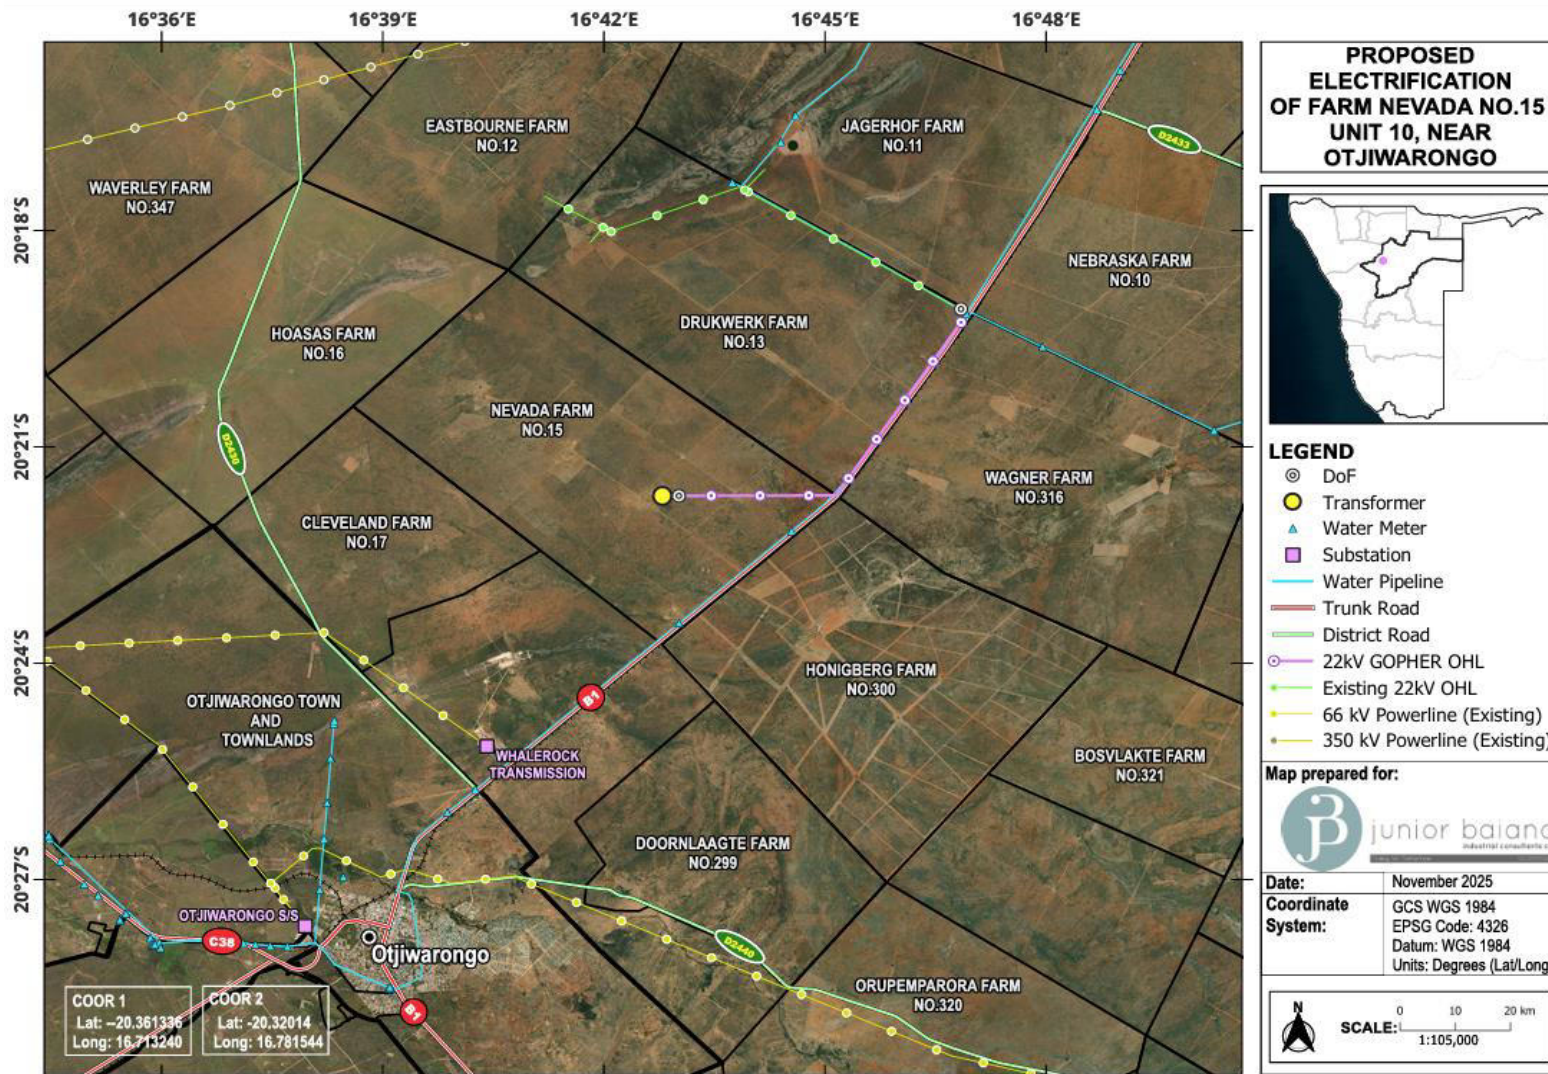 16°36'E
16°39'E
16°42'E
16°45'E
16°48'E
20°18'S
20°21'S
20°24'S
20°27'S
EASTBOURNE FARM
NO.12
JAGERHOF FARM
NO.11
D2433
WAVERLEY FARM
NO.347
NEBRASKA FARM
NO.10
HOASAS FARM
NO.16
DRUKWERK FARM
NO.13
NEVADA FARM
NO.15
D2430
WAGNER FARM
NO.316
CLEVELAND FARM
NO.17
HONIGBERG FARM
NO.300
OTJIWARONGO TOWN
AND
TOWNLANDS
B1
WHALEROCK
TRANSMISSION
BOSVLAKTE FARM
NO.321
DOORNLAAGTE FARM
NO.299
OTJIWARONGO S/S
C38
Otjiwarongo
D2440
ORUPEMPARORA FARM
NO.320
B1
COOR 1
Lat: --20.361336
Long: 16.713240
COOR 2
Lat: -20.32014
Long: 16.781544
PROPOSED
ELECTRIFICATION
OF FARM NEVADA NO.15
UNIT 10, NEAR
OTJIWARONGO
LEGEND
DoF
Transformer
Water Meter
Substation
Water Pipeline
Trunk Road
District Road
22kV GOPHER OHL
Existing 22kV OHL
66 kV Powerline (Existing)
350 kV Powerline (Existing)
Map prepared for:
JB
junior baianc
industrial consultants c
Date: November 2025
Coordinate
System:
GCS WGS 1984
EPSG Code: 4326
Datum: WGS 1984
Units: Degrees (Lat/Long
N
SCALE:
0 10 20 km
1:105,000